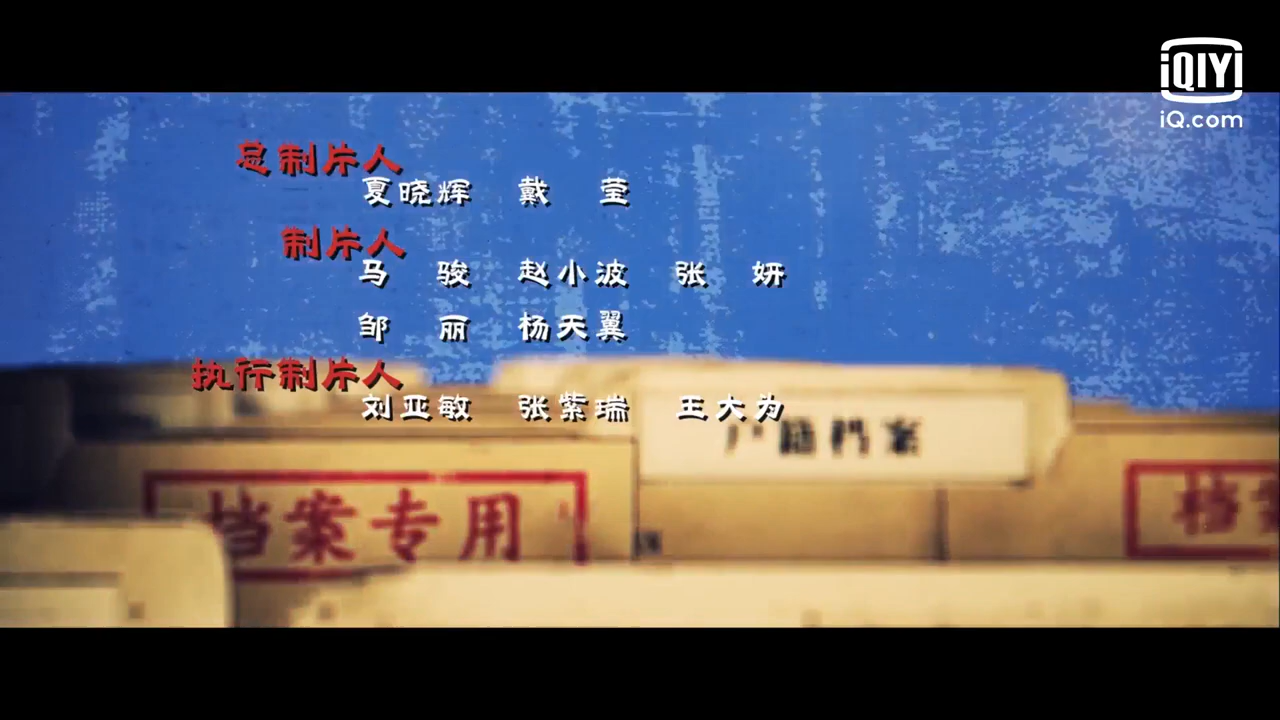 iQIYI
iQ.com
总制片人
夏晓辉 戴莹
制片人
马骏 赵小波 张妍
邹丽 杨天翼
执行制片人
刘亚敏 张紫瑞 王大为
户籍档案
档案专用
档案